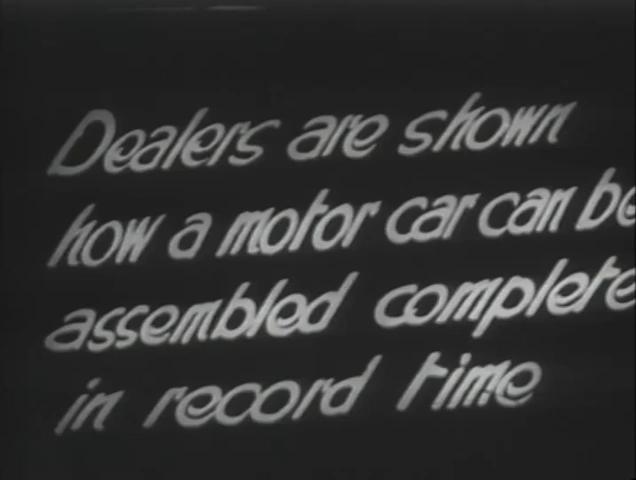 Dealers are shown
how a motor car can be
assembled complete
in record time